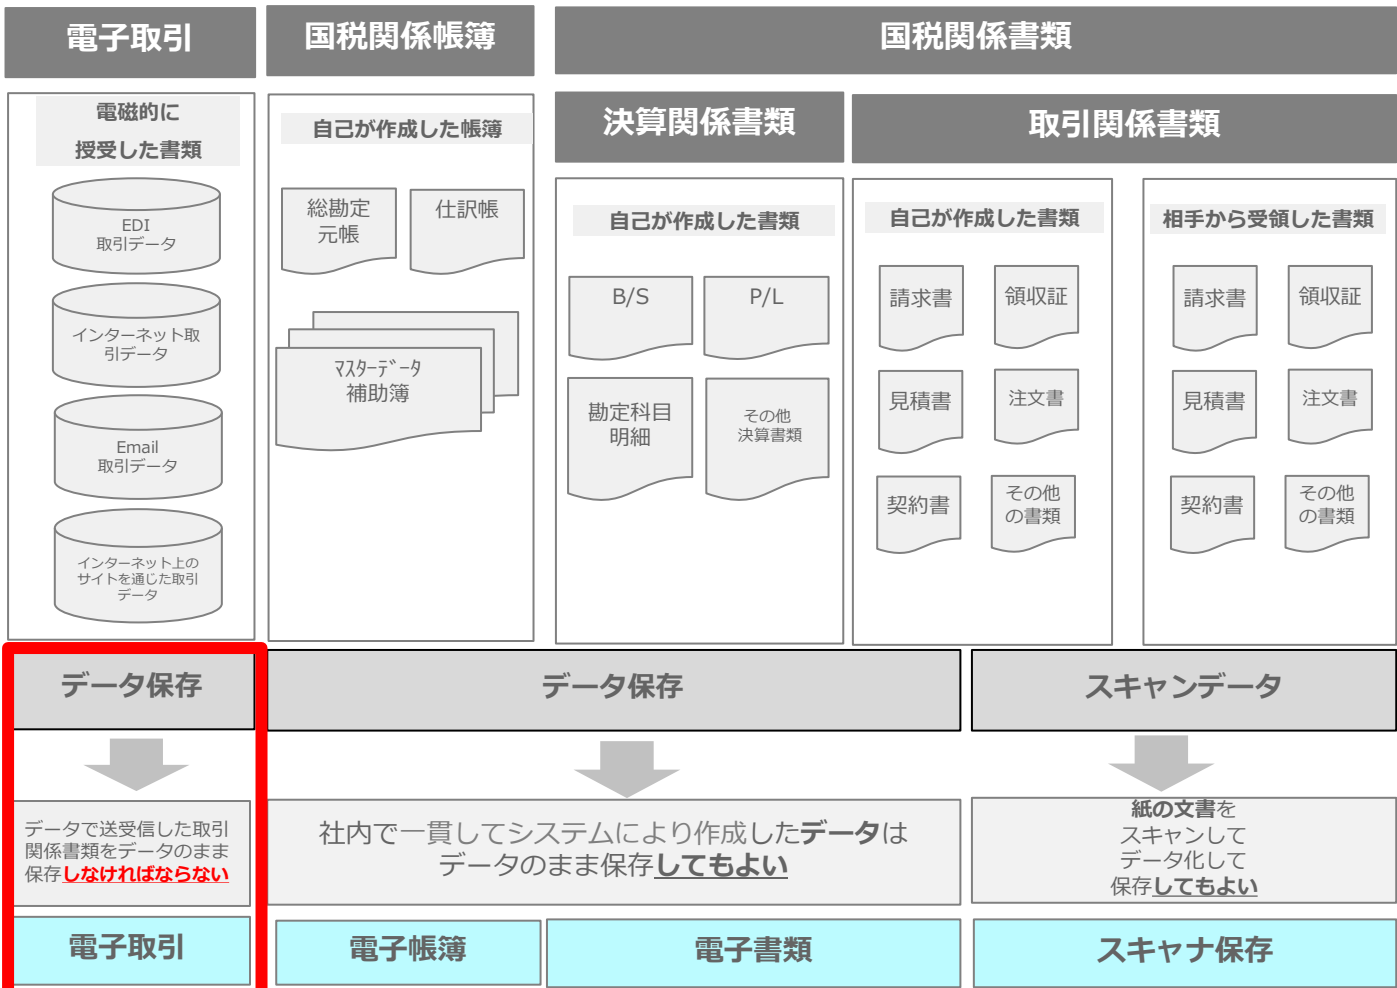 電子取引
国税関係帳簿
国税関係書類
電磁的に
授受した書類
EDI
取引データ
インターネット取
引データ
Email
取引データ
インターネット上の
サイトを通じた取引
データ
自己が作成した帳簿
総勘定
元帳
仕訳帳
ﾏｽﾀｰﾃﾞｰﾀ
補助簿
決算関係書類
取引関係書類
自己が作成した書類
B/S
P/L
勘定科目
明細
その他
決算書類
自己が作成した書類
請求書
領収証
見積書
注文書
契約書
その他
の書類
相手から受領した書類
請求書
領収証
見積書
注文書
契約書
その他
の書類
データ保存
データ保存
スキャンデータ
データで送受信した取引
関係書類をデータのまま
保存しなければならない
社内で一貫してシステムにより作成したデータは
データのまま保存してもよい
紙の文書を
スキャンして
データ化して
保存してもよい
電子取引
電子帳簿
電子書類
スキャナ保存